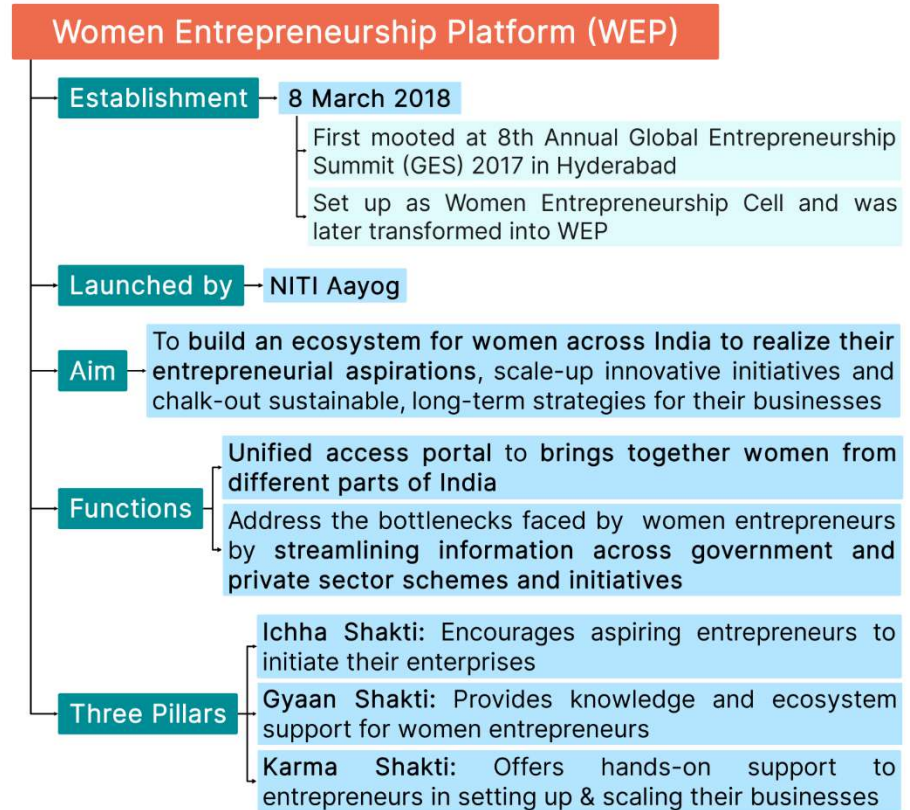 Women Entrepreneurship Platform (WEP)
Establishment
8 March 2018
First mooted at 8th Annual Global Entrepreneurship
Summit (GES) 2017 in Hyderabad
Set up as Women Entrepreneurship Cell and was
later transformed into WEP
Launched by
NITI Aayog
Aim
To build an ecosystem for women across India to realize their
entrepreneurial aspirations, scale-up innovative initiatives and
chalk-out sustainable, long-term strategies for their businesses
Functions
Unified access portal to brings together women from
different parts of India
Address the bottlenecks faced by women entrepreneurs
by streamlining information across government and
private sector schemes and initiatives
Three Pillars
Ichha Shakti: Encourages aspiring entrepreneurs to
initiate their enterprises
Gyaan Shakti: Provides knowledge and ecosystem
support for women entrepreneurs
Karma Shakti: Offers hands-on support to
entrepreneurs in setting up & scaling their businesses